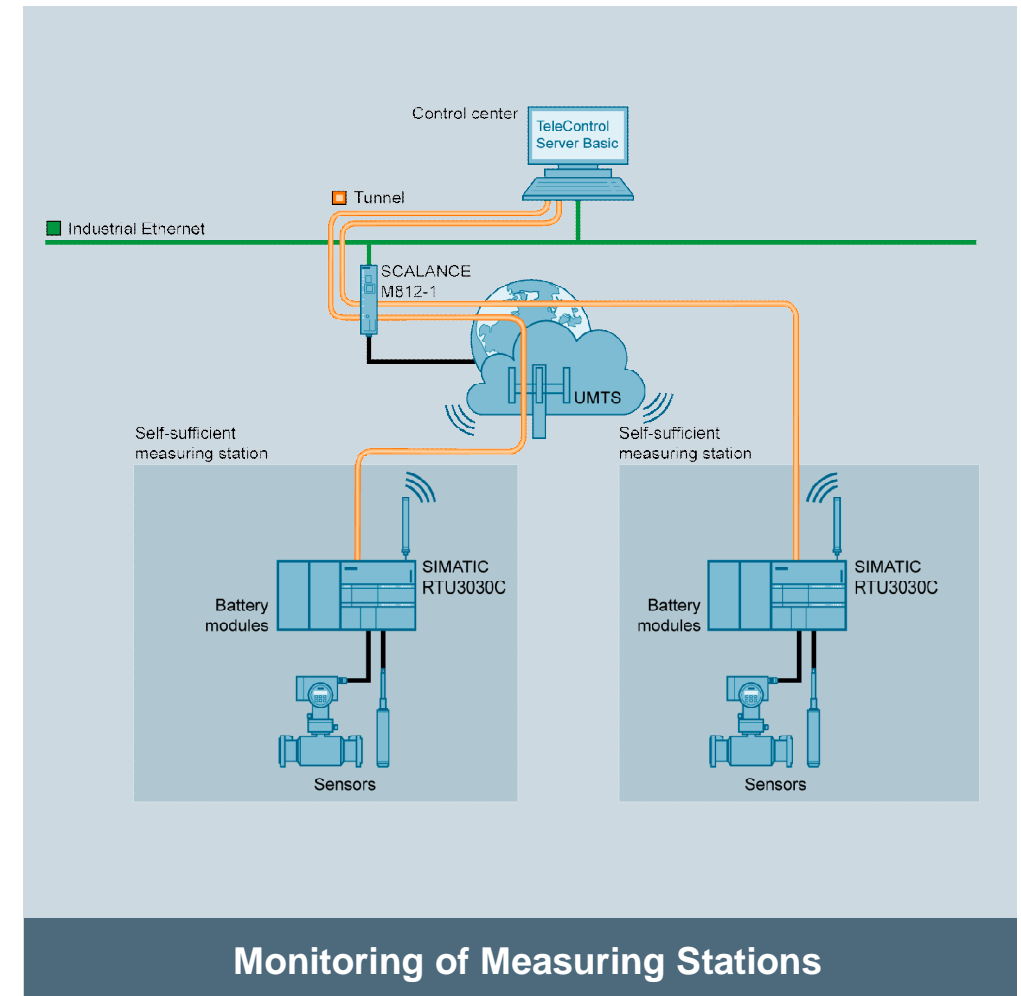 Control center
TeleControl
Server Basic
Tunnel
Industrial Ethernet
SCALANCE
M812-1
UMTS
Self-sufficient
measuring station
Self-sufficient
measuring station
SIMATIC
RTU3030C
Battery
modules
Sensors
SIMATIC
RTU3030C
Battery
modules
Sensors
Monitoring of Measuring Stations